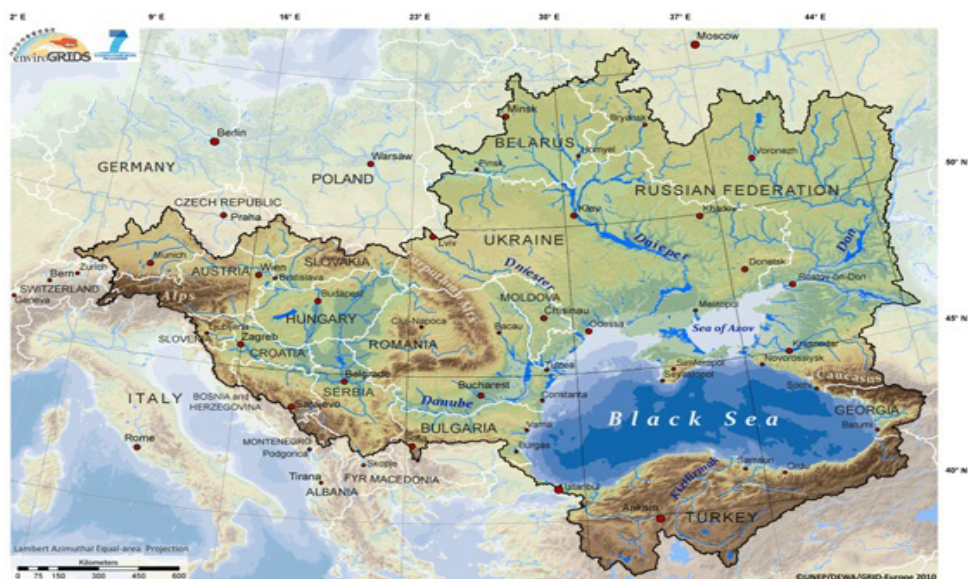 2° E
9° E
16° E
23° E
30° E
37° E
44° E
enviroGRIDS
7
Moscow
Minsk
Bryansk
Berlin
BELARUS
Homyel
Voronezh
Warsaw
Pinsk
GERMANY
POLAND
50° N
RUSSIAN FEDERATION
CZECH REPUBLIC
Praha
Kiev
Kharkiv
Lviv
UKRAINE
Dnieper
Don
Munich
SLOVAKIA
Zurich
Bern
AUSTRIA
Wien
Bratislava
Carpathian Mts
Dniester
Donetsk
Rostov-on-Don
SWITZERLAND
Geneva
Alps
Budapest
MOLDOVA
Chisinau
Melitopol
HUNGARY
Cluj-Napoca
Bacau
Odessa
Sea of Azov
45° N
Ljubljana
SLOVENIA
Zagreb
CROATIA
ROMANIA
Krasnodar
Tulcea
Simferopol
Sevastopol
Novorossiysk
Belgrade
SERBIA
Bucharest
Sochi
Caucasus
ITALY
BOSNIA and
HERZEGOVINA
Sarajevo
Danube
Constanta
Black Sea
GEORGIA
Batumi
BULGARIA
Varna
Burgas
Rome
MONTENEGRO
Podgorica
Skopje
Tirana
FYR MACEDONIA
ALBANIA
Samsun
Ordu
40° N
Istanbul
Kizilirmak
Ankara
TURKEY
Lambert Azimuthal Equal-area Projection
Kilometers
0 75 150 300 450 600
©UNEP/DEWA/GRID-Europe 2010